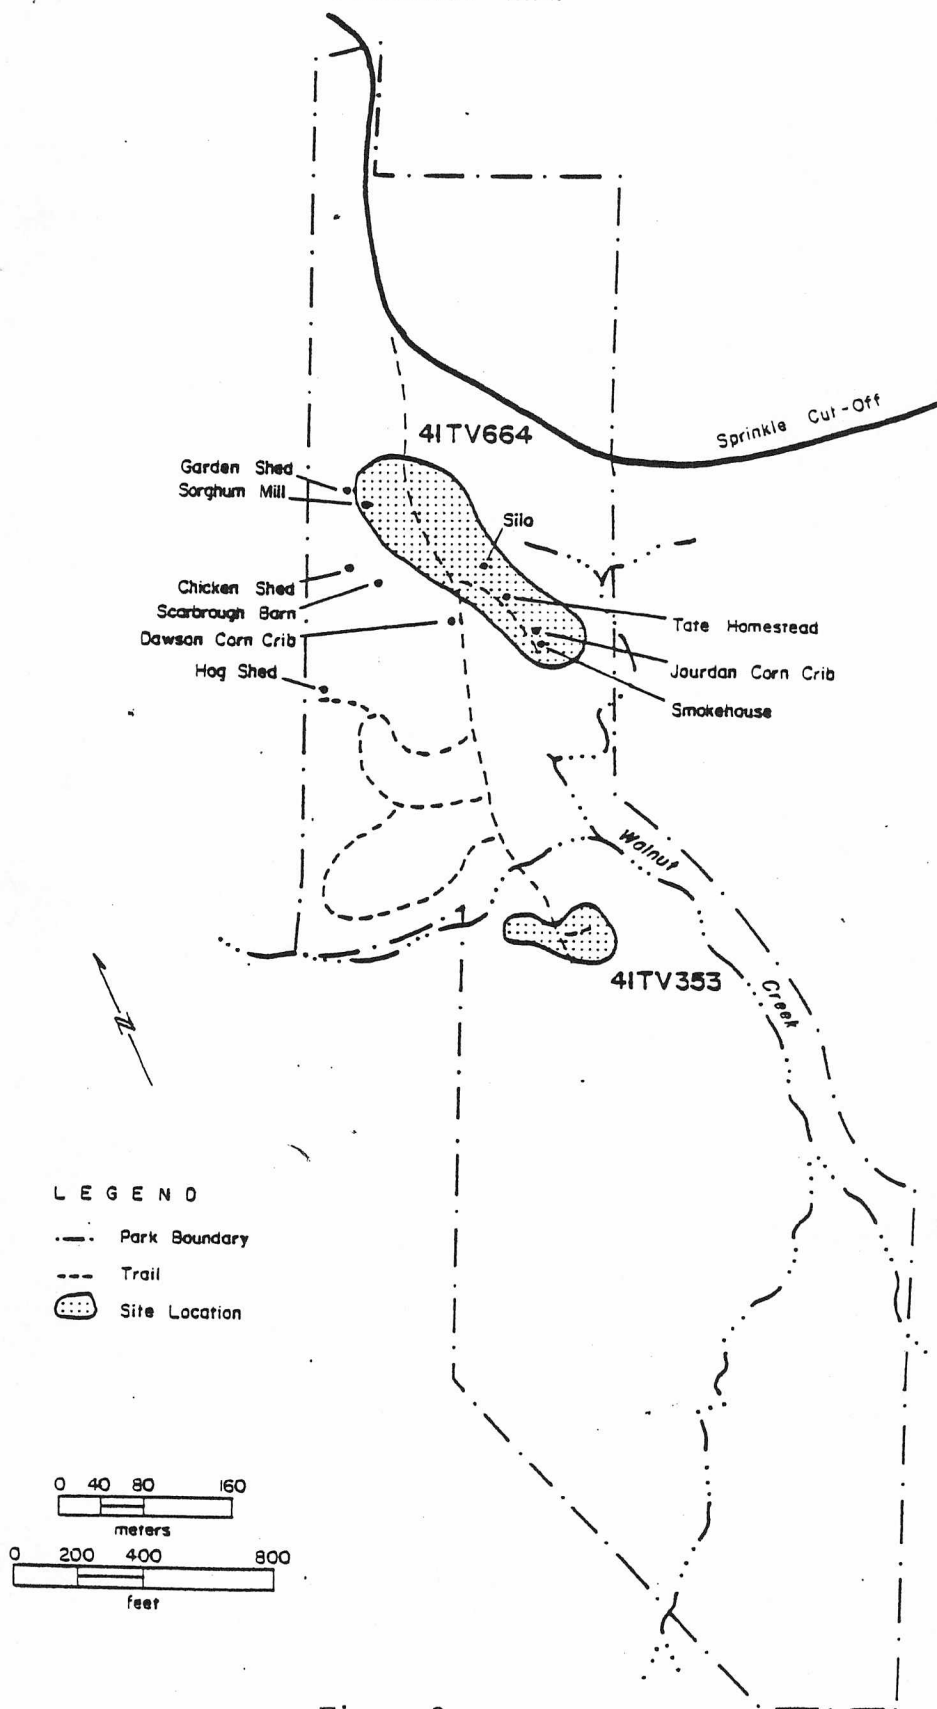 Sprinkle Cut-Off
41TV664
Garden Shed
Sorghum Mill
Silo
Chicken Shed
Scarbrough Barn
Dawson Corn Crib
Hog Shed
Tate Homestead
Jourdan Corn Crib
Smokehouse
Walnut
Creek
41TV353
N
LEGEND
Park Boundary
Trail
Site Location
0 40 80 160
meters
0 200 400 800
feet